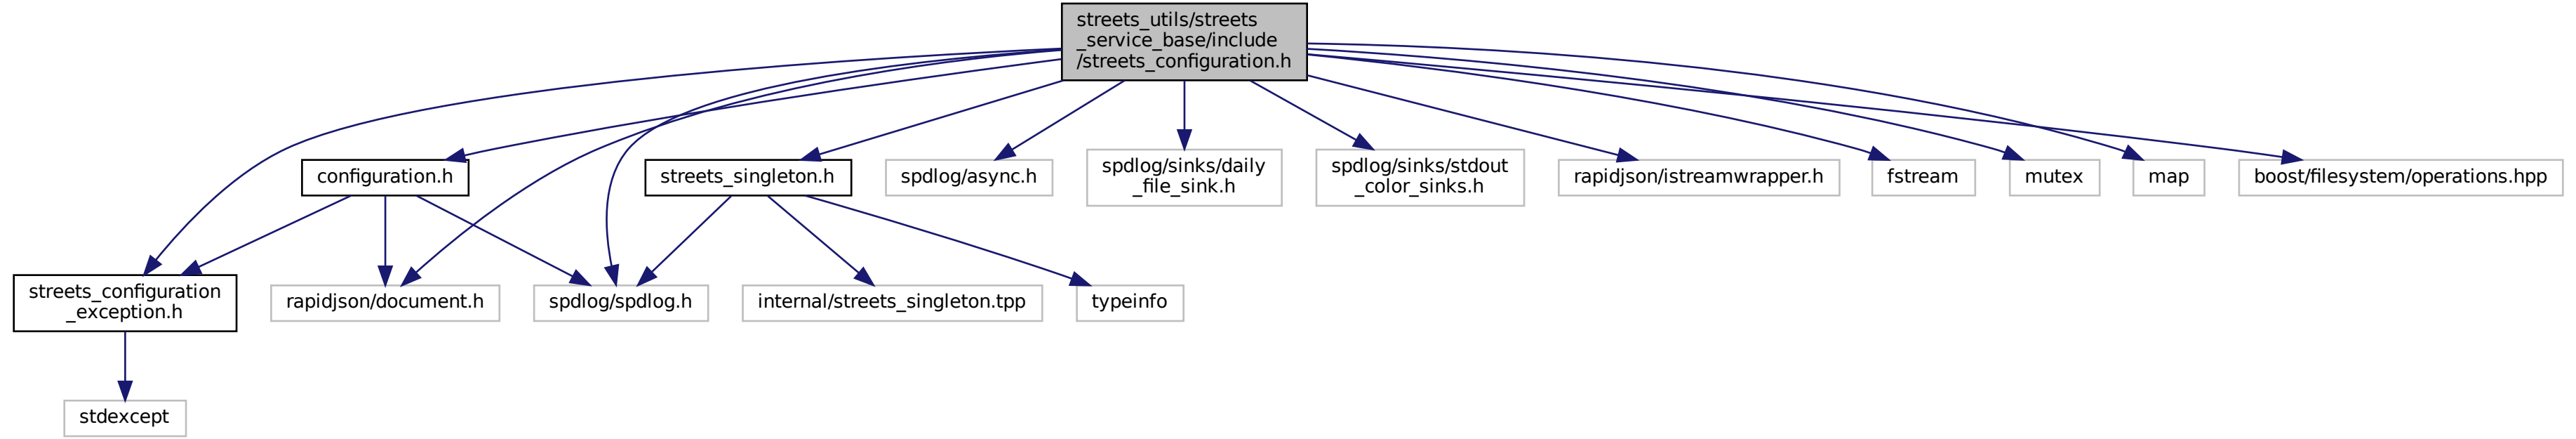 streets_utils/streets
_service_base/include
/streets_configuration.h
configuration.h
streets_singleton.h
spdlog/async.h
spdlog/sinks/daily
_file_sink.h
spdlog/sinks/stdout
_color_sinks.h
rapidjson/istreamwrapper.h
fstream
mutex
map
boost/filesystem/operations.hpp
streets_configuration
_exception.h
rapidjson/document.h
spdlog/spdlog.h
internal/streets_singleton.tpp
typeinfo
stdexcept